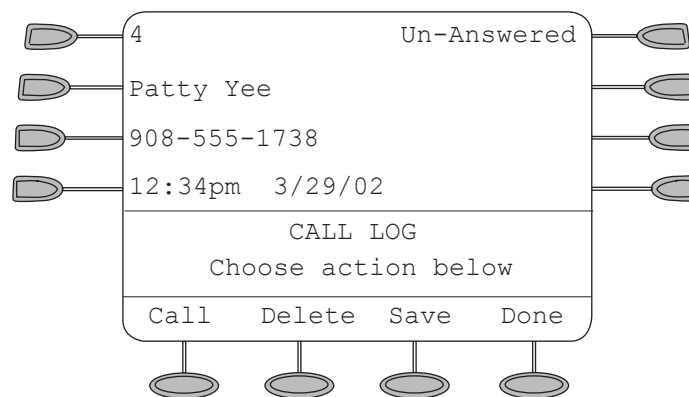 4 Un-Answered
Patty Yee
908-555-1738
12:34pm 3/29/02
CALL LOG
Choose action below
Call Delete Save Done